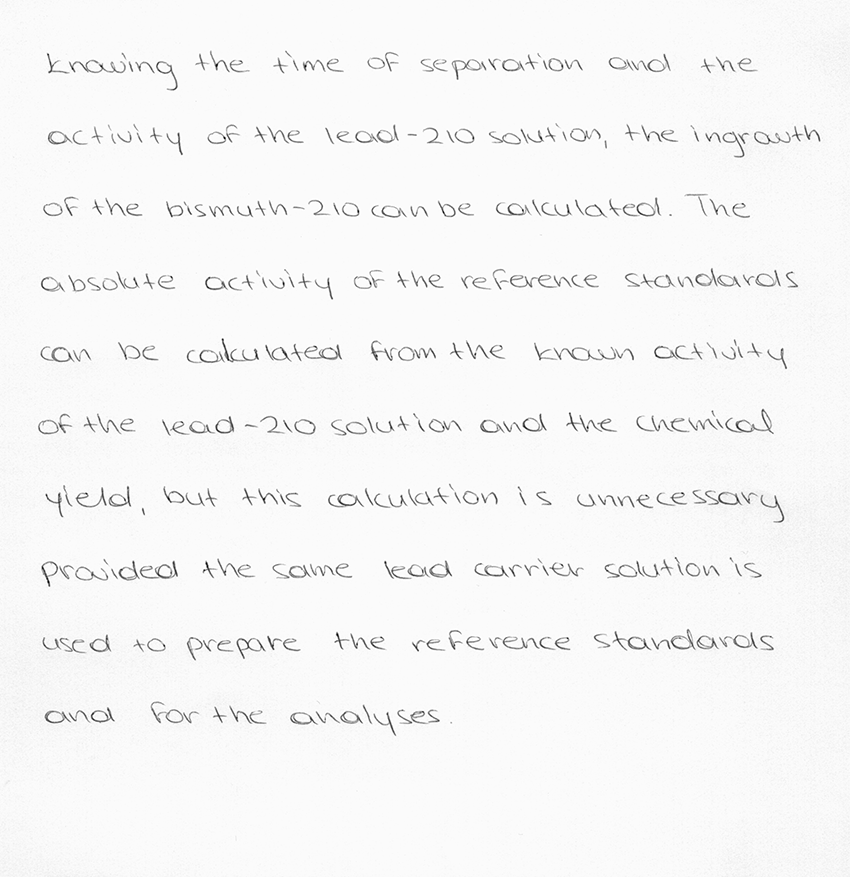 Knowing the time of separation and the
activity of the lead-210 solution, the ingrowth
of the bismuth-210 can be calculated. The
absolute activity of the reference standards
can be calculated from the known activity
of the lead-210 solution and the chemical
yield, but this calculation is unnecessary
provided the same lead carrier solution is
used to prepare the reference standards
and for the analyses.